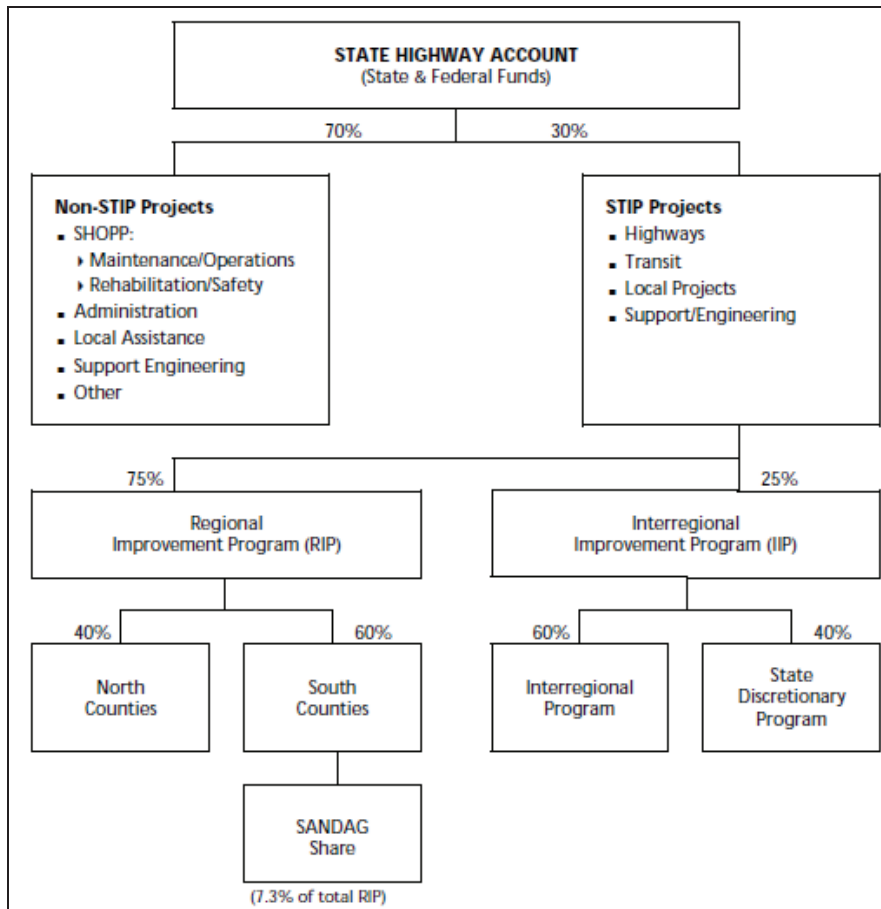 STATE HIGHWAY ACCOUNT
(State & Federal Funds)
70%
30%
Non-STIP Projects
▪ SHOPP:
▸ Maintenance/Operations
▸ Rehabilitation/Safety
▪ Administration
▪ Local Assistance
▪ Support Engineering
▪ Other
STIP Projects
▪ Highways
▪ Transit
▪ Local Projects
▪ Support/Engineering
75%
25%
Regional
Improvement Program (RIP)
Interregional
Improvement Program (IIP)
40%
60%
60%
40%
North
Counties
South
Counties
Interregional
Program
State
Discretionary
Program
SANDAG
Share
(7.3% of total RIP)